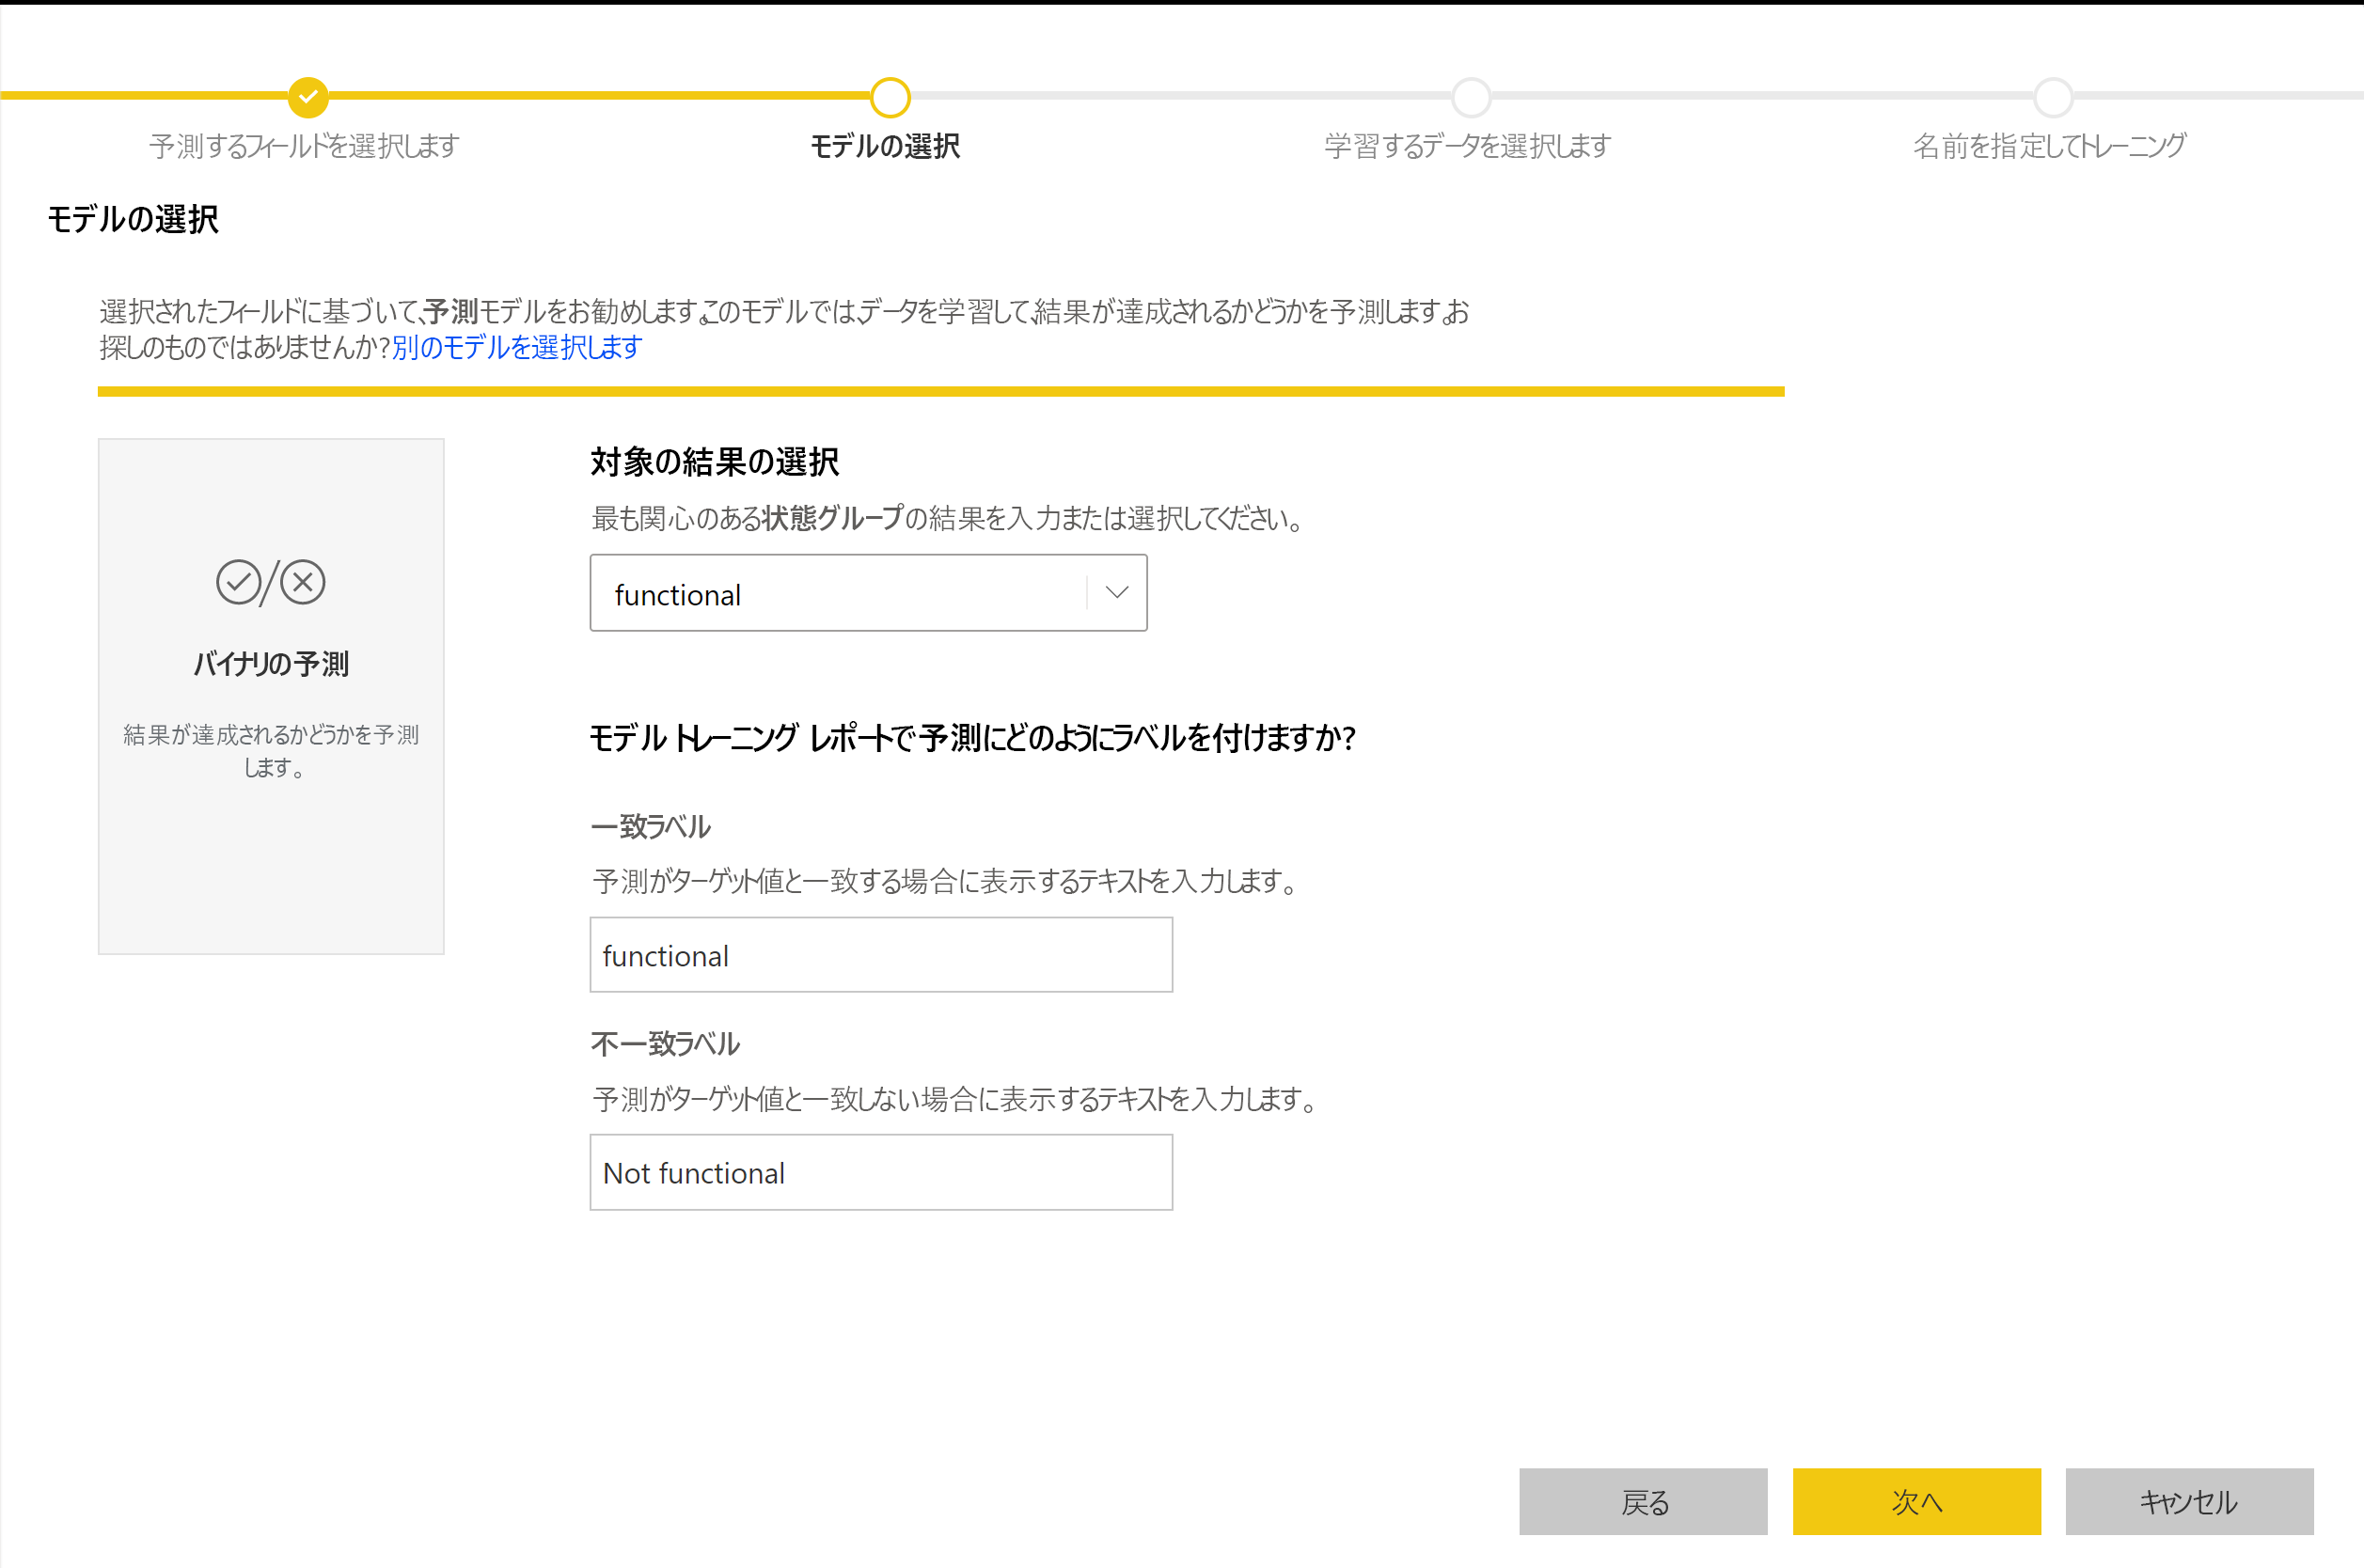 予測するフィールドを選択します
モデルの選択
学習するデータを選択します
名前を指定してトレーニング
モデルの選択
選択されたフィールドに基づいて、予測モデルをお勧めします。このモデルでは、データを学習して、結果が達成されるかどうかを予測します。お
探しのものではありませんか?別のモデルを選択します
バイナリの予測
結果が達成されるかどうかを予測
します。
対象の結果の選択
最も関心のある状態グループの結果を入力または選択してください。
functional
モデル トレーニング レポートで予測にどのようにラベルを付けますか?
一致ラベル
予測がターゲット値と一致する場合に表示するテキストを入力します。
functional
不一致ラベル
予測がターゲット値と一致しない場合に表示するテキストを入力します。
Not functional
戻る
次へ
キャンセル